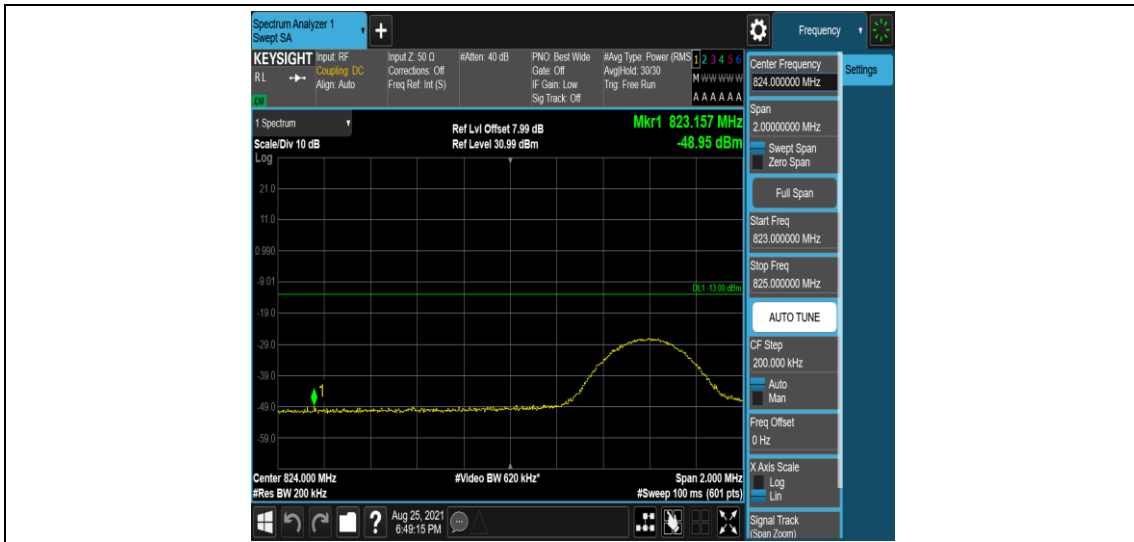 Spectrum Analyzer 1
Swept SA
+
Frequency
KEYSIGHT
RL
Input: RF
Coupling: DC
Align: Auto
Input Z: 50 Ω
Corrections: Off
Freq Ref: Int (S)
#Atten: 40 dB
PNO: Best Wide
Gate: Off
IF Gain: Low
Sig Track: Off
#Avg Type: Power (RMS
Avg|Hold: 30/30
Trig: Free Run
1 2 3 4 5 6
M W W W W W
A A A A A A
1 Spectrum
Scale/Div 10 dB
Log
Ref Lvl Offset 7.99 dB
Ref Level 30.99 dBm
Mkr1 823.157 MHz
-48.95 dBm
21.0
11.0
0.990
-9.01
DL1 -13.00 dBm
-19.0
-29.0
-39.0
1
-49.0
-59.0
Center 824.000 MHz
#Res BW 200 kHz
#Video BW 620 kHz*
Span 2.000 MHz
#Sweep 100 ms (601 pts)
Center Frequency
824.000000 MHz
Settings
Span
2.00000000 MHz
Swept Span
Zero Span
Full Span
Start Freq
823.000000 MHz
Stop Freq
825.000000 MHz
AUTO TUNE
CF Step
200.000 kHz
Auto
Man
Freq Offset
0 Hz
X Axis Scale
Log
Lin
Signal Track
(Span Zoom)
?
Aug 25, 2021
6:49:15 PM